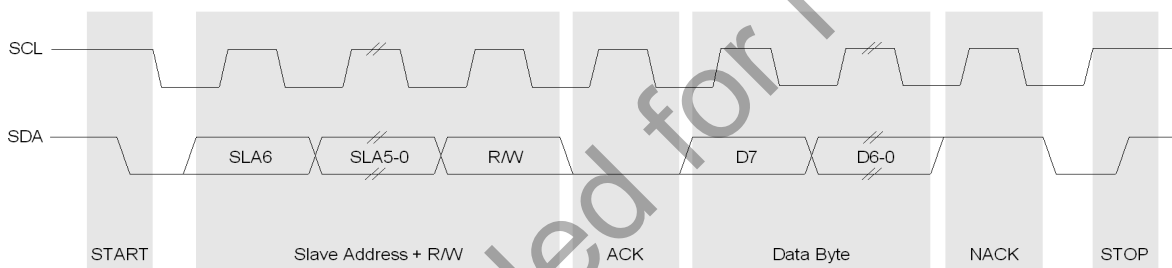 SCL
SDA
SLA6 SLA5-0 R/W D7 D6-0
START Slave Address + R/W ACK Data Byte NACK STOP